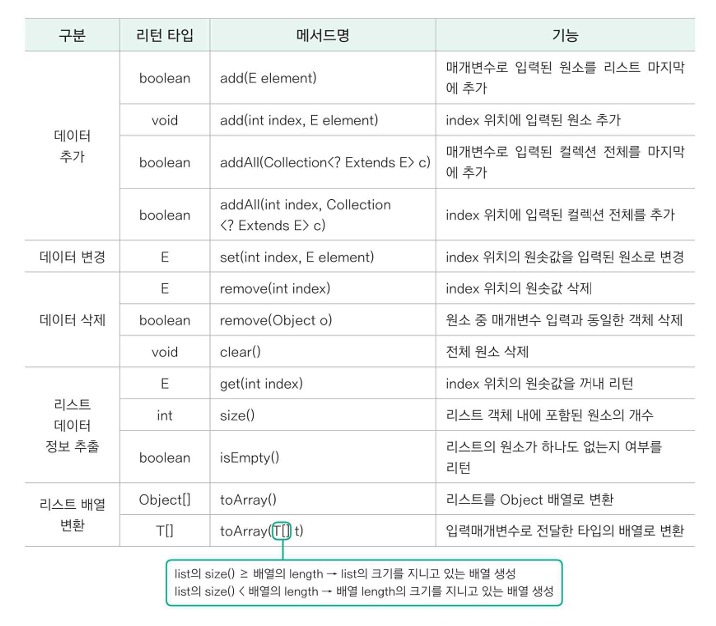 구분 리턴 타입 메서드명 기능
데이터 추가
boolean add(E element) 매개변수로 입력된 원소를 리스트 마지막
에 추가
void add(int index, E element) index 위치에 입력된 원소 추가
boolean addAll(Collection<? Extends E> c) 매개변수로 입력된 컬렉션 전체를 마지막
에 추가
boolean addAll(int index, Collection
<? Extends E> c) index 위치에 입력된 컬렉션 전체를 추가
데이터 변경 E set(int index, E element) index 위치의 원솟값을 입력된 원소로 변경
데이터 삭제
E remove(int index) index 위치의 원솟값 삭제
boolean remove(Object o) 원소 중 매개변수 입력과 동일한 객체 삭제
void clear() 전체 원소 삭제
리스트
데이터
정보 추출
E get(int index) index 위치의 원솟값을 꺼내 리턴
int size() 리스트 객체 내에 포함된 원소의 개수
boolean isEmpty() 리스트의 원소가 하나도 없는지 여부를
리턴
리스트 배열
변환
Object[] toArray() 리스트를 Object 배열로 변환
T[] toArray(T[] t) 입력매개변수로 전달한 타입의 배열로 변환
list의 size() ≥ 배열의 length → list의 크기를 지니고 있는 배열 생성
list의 size() < 배열의 length → 배열 length의 크기를 지니고 있는 배열 생성